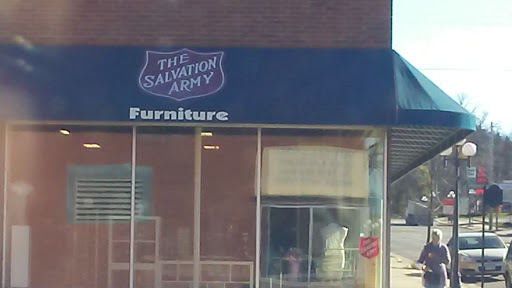 THE
SALVATION
ARMY
Furniture